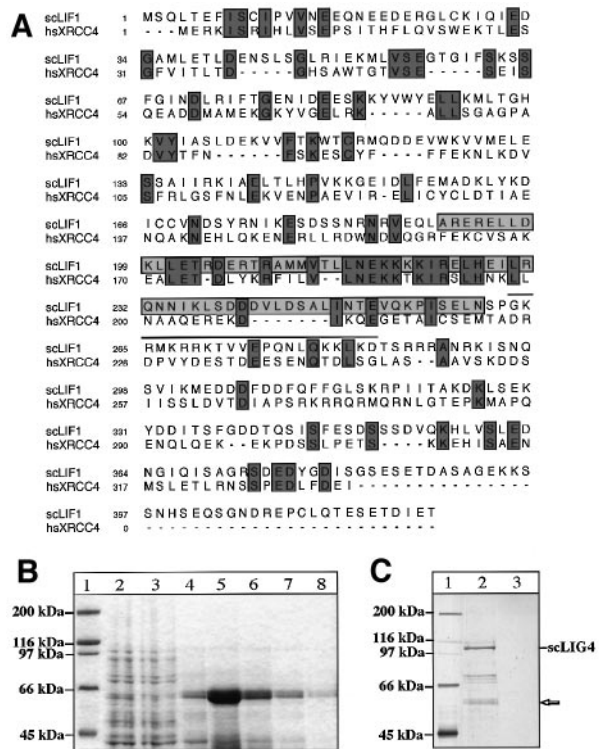 A
scLIF1 1 MSQLTEFISCIPVVNEEQNEEDERGLCKIQIED
hsXRCC4 1 - - MERKISRIHLVSEPSITHFLQVSWEKTLES
scLIF1 34 GAMLETLDENSLSGLRIEKMLVSEGTGIFSKSS
hsXRCC4 31 GFVITLTD - - - - GHSAWTGTVSE - - - - SEIS
scLIF1 67 FGINDLRIFTGENIDEESKKYVWYELLKMLTGH
hsXRCC4 54 QEADDMAMEKGKYVGELRK - - - - ALLSGAGPA
scLIF1 100 KVYIASLDEKVVFTKWTCRMQDDEVWKVVMELE
hsXRCC4 82 DVYTFN - - - - - FSKESCYF - - - FFEKNLKDV
scLIF1 133 SSAIIRKIAELTLHPVKKGEIDLFEMADKLYKD
hsXRCC4 105 SFRLGSFNLEKVENPAEVIR - ELICYCLDTIAE
scLIF1 166 ICCVNDSYRNIKESDSSNRNRVEQLARERELLD
hsXRCC4 137 NQAKNEHLQKENERLLRDWNDVQGRFEKCVSAK
scLIF1 199 KLLETRDERTRAMMVTLLNEKKKKIRELHEILR
hsXRCC4 170 EALET - DLYKRFILV - - - - LNEKKTKIRSLHNKLL
scLIF1 232 QNNIKLSDDDVLDSALINTEVQKPISELNSPGK
hsXRCC4 200 NAAQEREKD - - - - - - - IKQEGETAICSEMTADR
scLIF1 265 RMKRRKTVVEPQNLQKKLKDTSRRRANRKISNQ
hsXRCC4 226 DPVYDESTDEESENQTDLSGLAS - - AAVSKDDS
scLIF1 298 SVIKMEDDDFDDFQFFGLSKRPIITAKDKLSEK
hsXRCC4 257 IISSLDVTDIAPSRKRRQRMQRNLGTEPKMAPQ
scLIF1 331 YDDITSFGDDTQSISFESDSSSDVQKHLVSLED
hsXRCC4 290 ENQLQEK - - EKPDSSLPETS - - - - KKEHISAEN
scLIF1 364 NGIQISAGRSDEDYGDISGSESETDASAGEKKS
hsXRCC4 317 MSLETLRNSSPEDLFDEI - - - - - - - - - - - - - - -
scLIF1 397 SNHSEQSGNDREPCLQTESETDIET
hsXRCC4 0 - - - - - - - - - - - - - - - - - - - - - - - - -
B
1 2 3 4 5 6 7 8
200 kDa
116 kDa
97 kDa
66 kDa
45 kDa
C
1 2 3
200 kDa
116 kDa
97 kDa
scLIG4
66 kDa
45 kDa